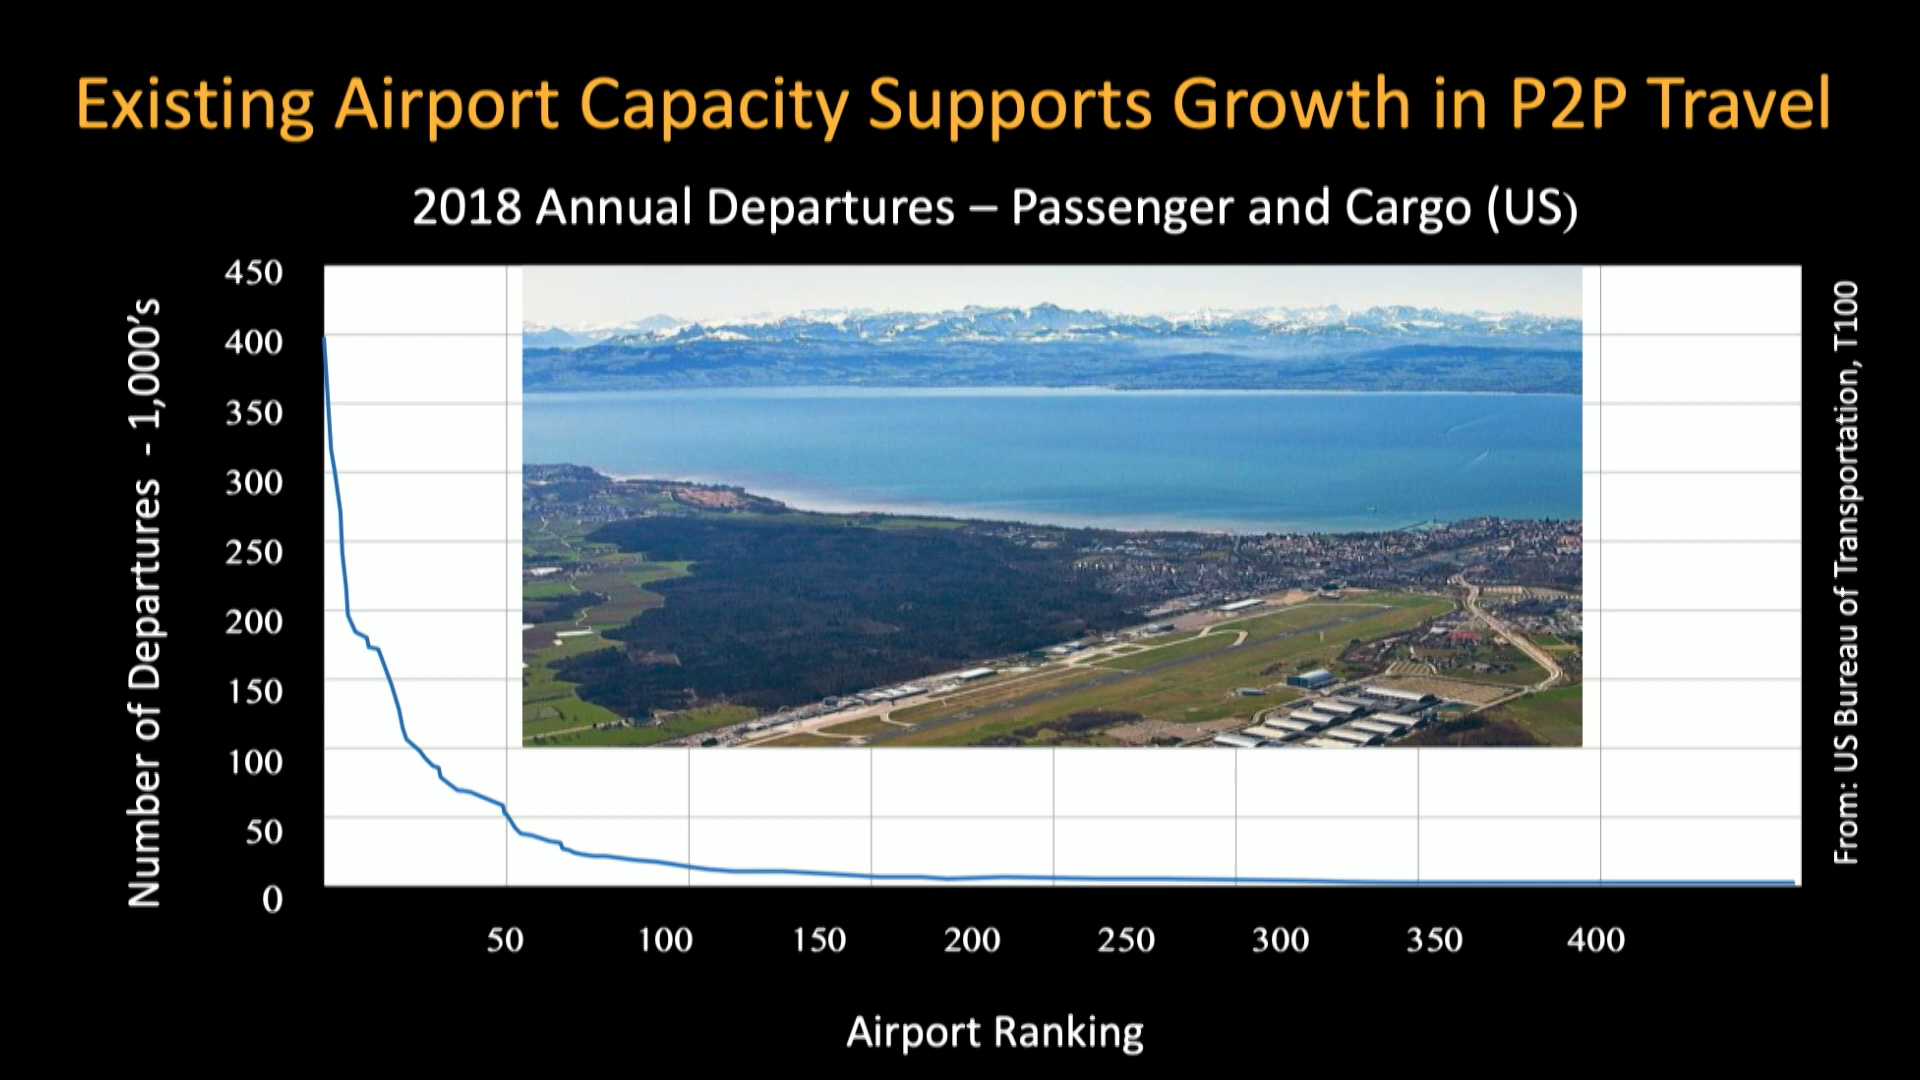 Existing Airport Capacity Supports Growth in P2P Travel
2018 Annual Departures – Passenger and Cargo (US)
Number of Departures - 1,000's
450
400
350
300
250
200
150
100
50
0
50 100 150 200 250 300 350 400
Airport Ranking
From: US Bureau of Transportation, T100